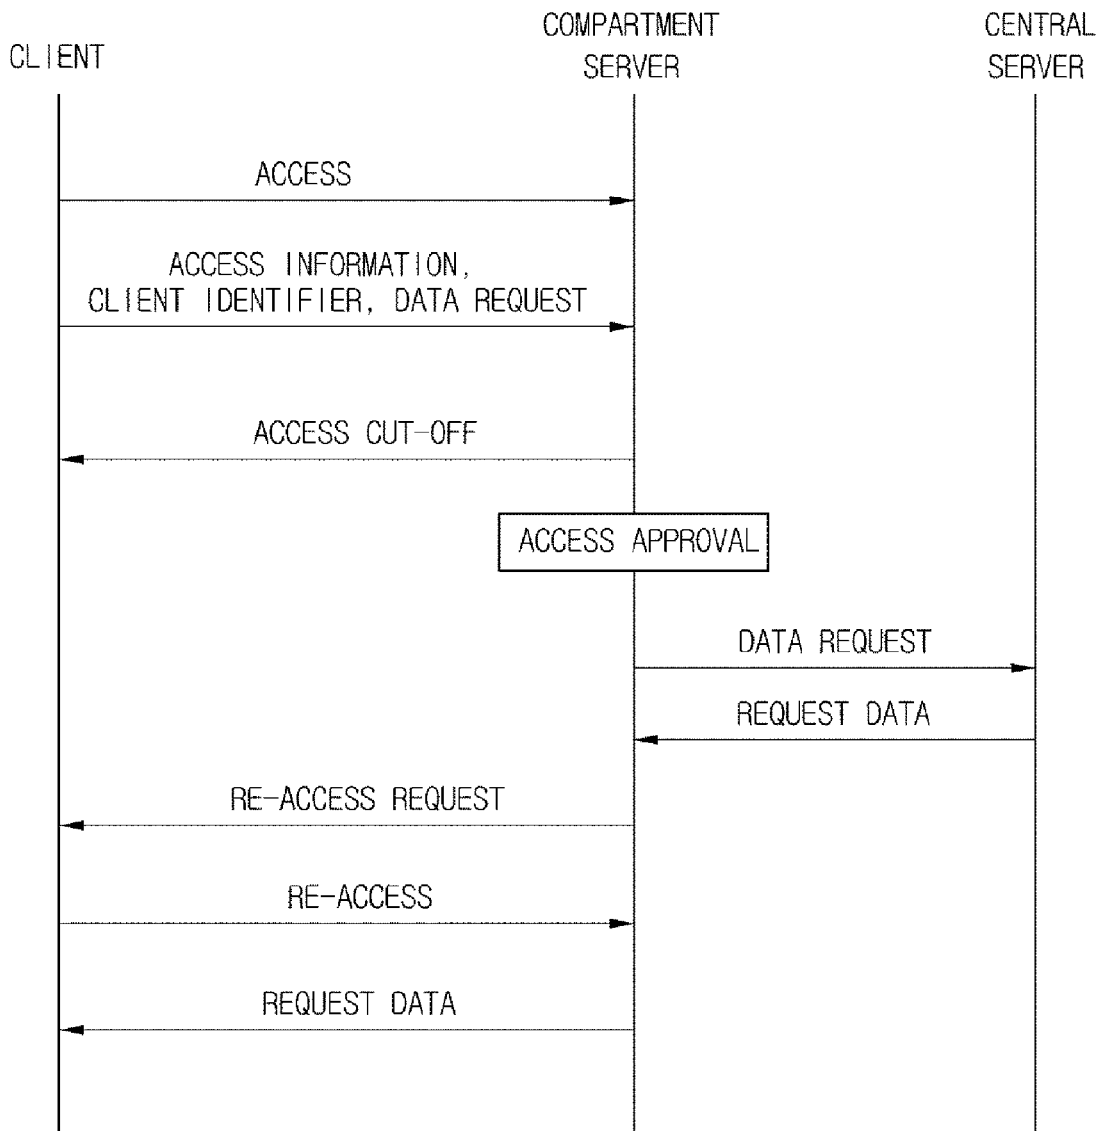 CLIENT
COMPARTMENT
SERVER
CENTRAL
SERVER
ACCESS
ACCESS INFORMATION,
CLIENT IDENTIFIER, DATA REQUEST
ACCESS CUT-OFF
ACCESS APPROVAL
DATA REQUEST
REQUEST DATA
RE-ACCESS REQUEST
RE-ACCESS
REQUEST DATA